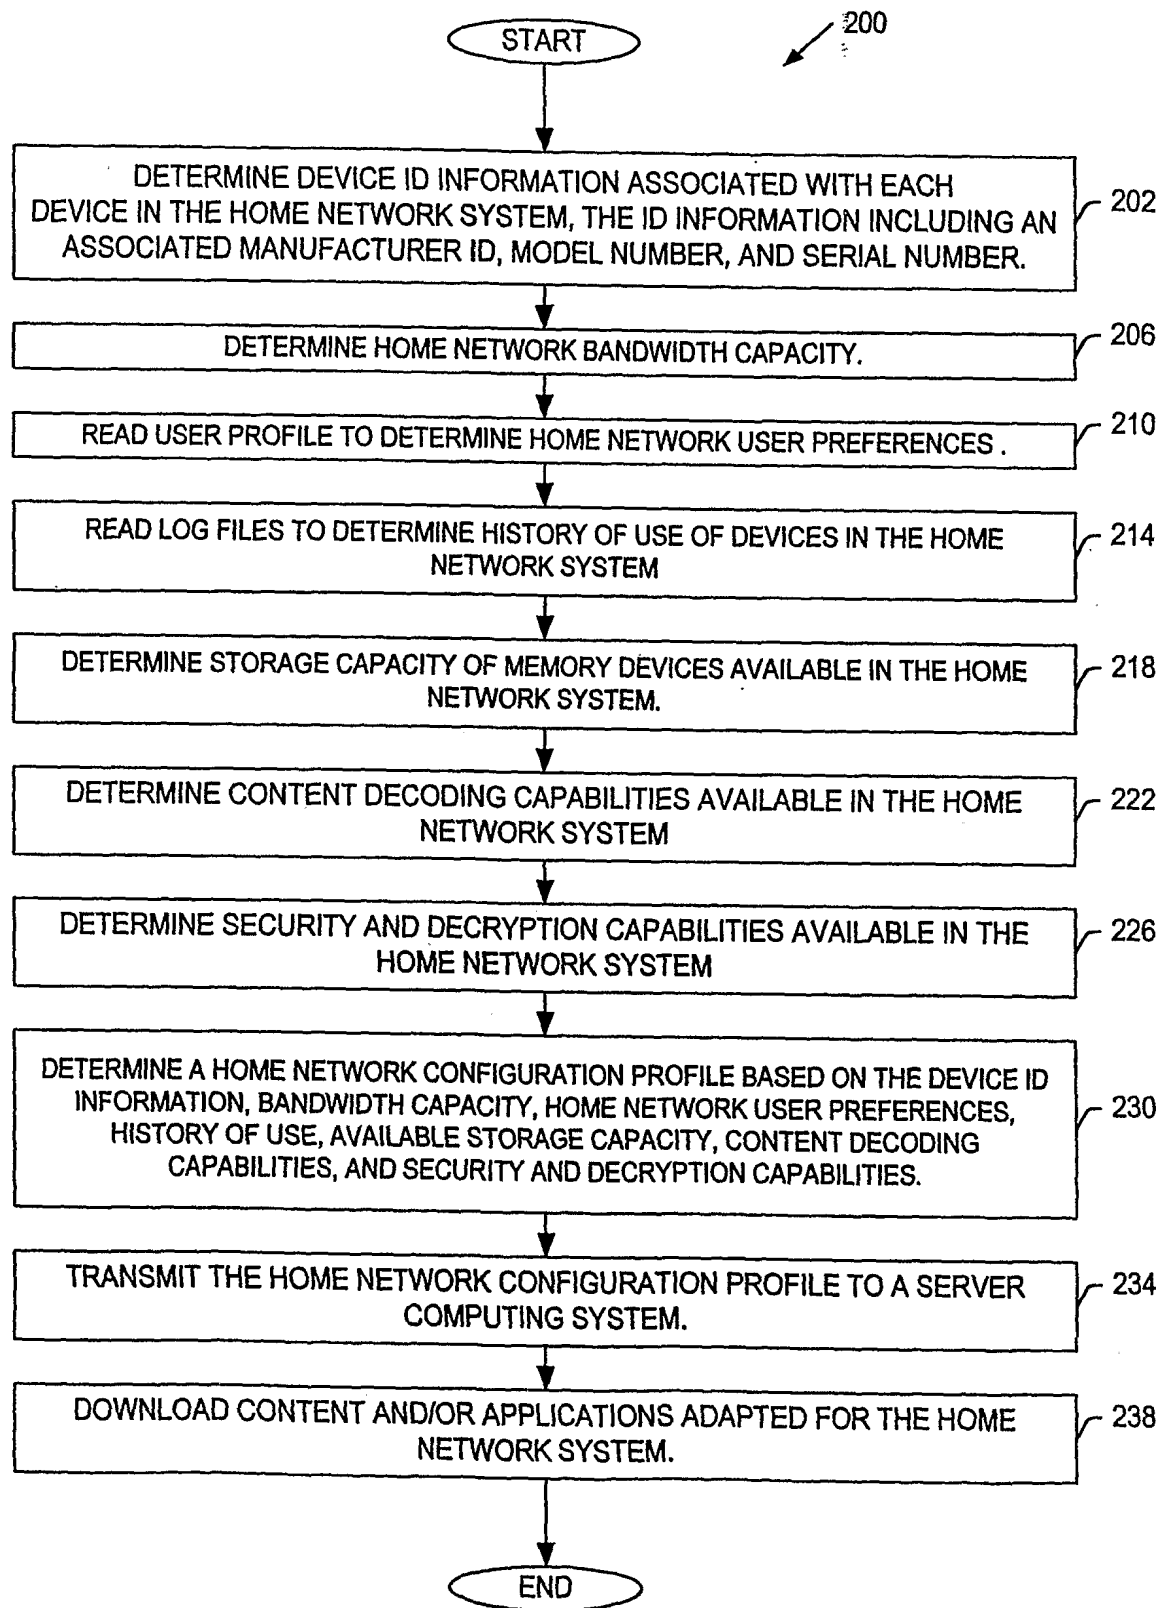 START
200
DETERMINE DEVICE ID INFORMATION ASSOCIATED WITH EACH
DEVICE IN THE HOME NETWORK SYSTEM, THE ID INFORMATION INCLUDING AN
ASSOCIATED MANUFACTURER ID, MODEL NUMBER, AND SERIAL NUMBER.
202
DETERMINE HOME NETWORK BANDWIDTH CAPACITY.
206
READ USER PROFILE TO DETERMINE HOME NETWORK USER PREFERENCES .
210
READ LOG FILES TO DETERMINE HISTORY OF USE OF DEVICES IN THE HOME
NETWORK SYSTEM
214
DETERMINE STORAGE CAPACITY OF MEMORY DEVICES AVAILABLE IN THE HOME
NETWORK SYSTEM.
218
DETERMINE CONTENT DECODING CAPABILITIES AVAILABLE IN THE HOME
NETWORK SYSTEM
222
DETERMINE SECURITY AND DECRYPTION CAPABILITIES AVAILABLE IN THE
HOME NETWORK SYSTEM
226
DETERMINE A HOME NETWORK CONFIGURATION PROFILE BASED ON THE DEVICE ID
INFORMATION, BANDWIDTH CAPACITY, HOME NETWORK USER PREFERENCES,
HISTORY OF USE, AVAILABLE STORAGE CAPACITY, CONTENT DECODING
CAPABILITIES, AND SECURITY AND DECRYPTION CAPABILITIES.
230
TRANSMIT THE HOME NETWORK CONFIGURATION PROFILE TO A SERVER
COMPUTING SYSTEM.
234
DOWNLOAD CONTENT AND/OR APPLICATIONS ADAPTED FOR THE HOME
NETWORK SYSTEM.
238
END